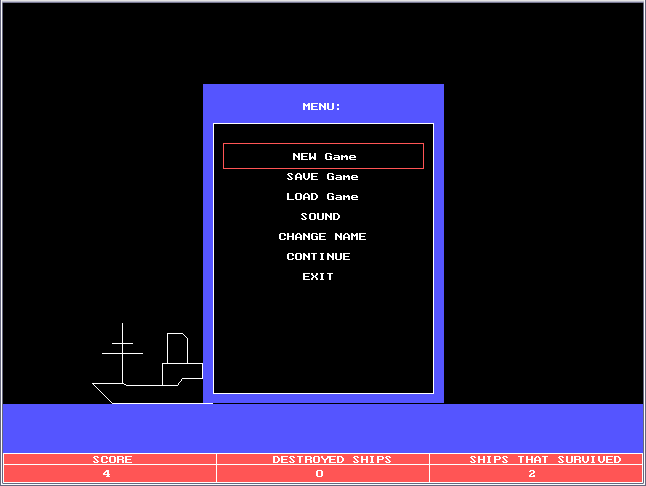 MENU:
NEW Game
SAVE Game
LOAD Game
SOUND
CHANGE NAME
CONTINUE
EXIT
SCORE DESTROYED SHIPS SHIPS THAT SURVIVED
4 0 2